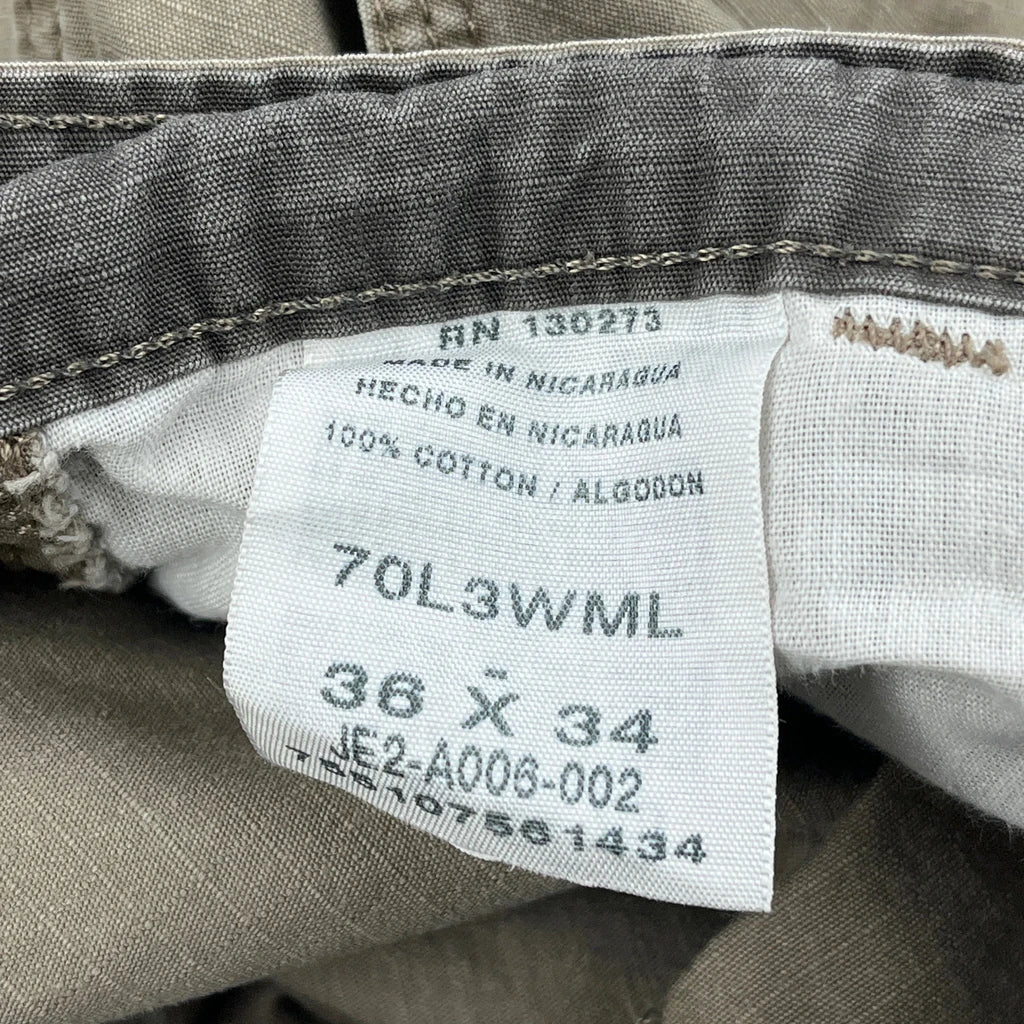 RN 130273
MADE IN NICARAGUA
HECHO EN NICARAGUA
100% COTTON / ALGODON
70L3WML
36 X 34
JE2-A006-002